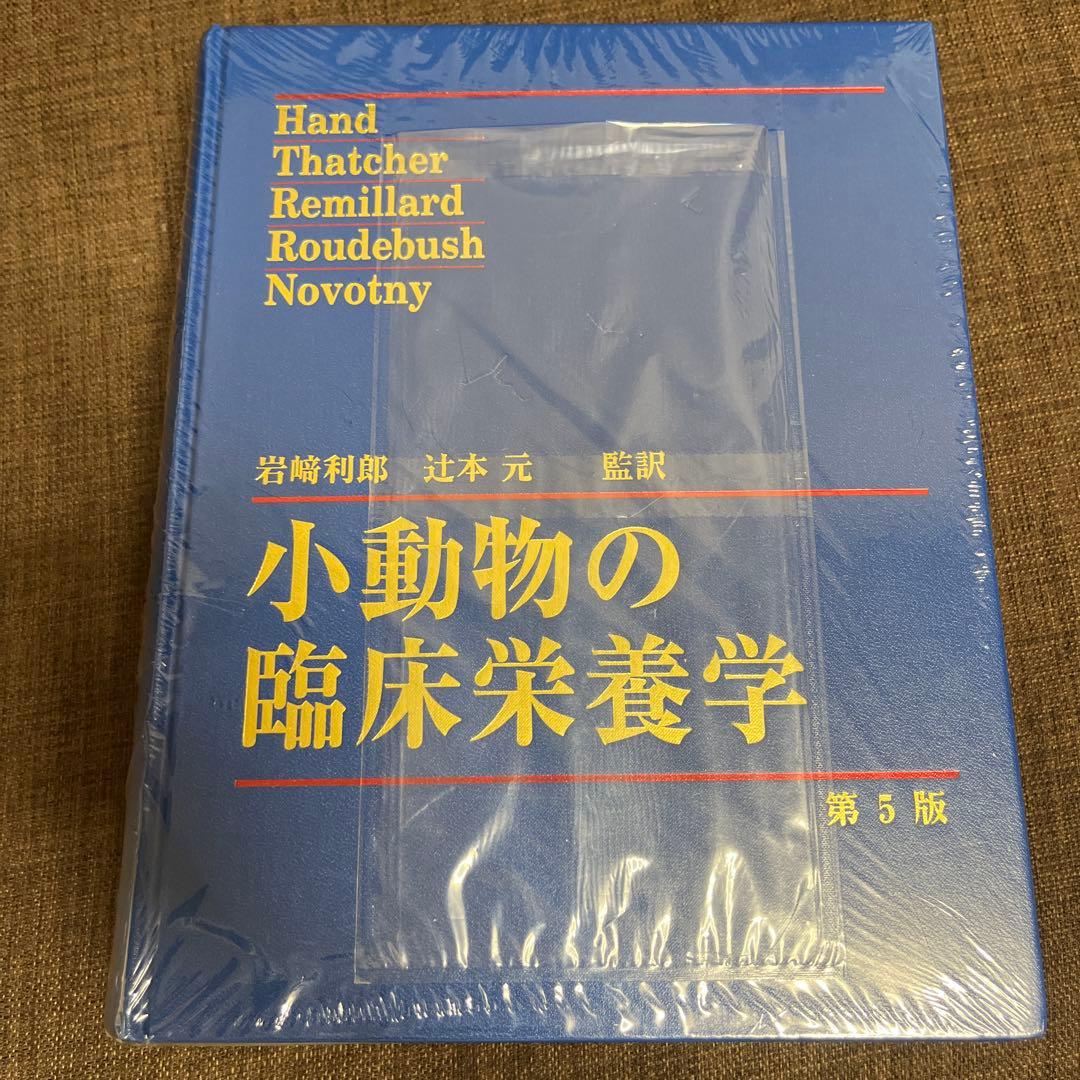 Hand
Thatcher
Remillard
Roudebush
Novotny
岩﨑利郎 辻本 元 監訳
小動物の
臨床栄養学
第 5 版